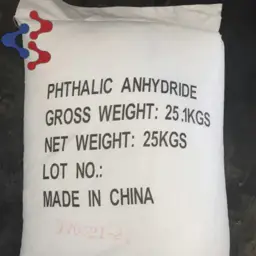 PHTHALIC ANHYDRIDE
GROSS WEIGHT: 25.1KGS
NET WEIGHT: 25KGS
LOT NO.:
MADE IN CHINA